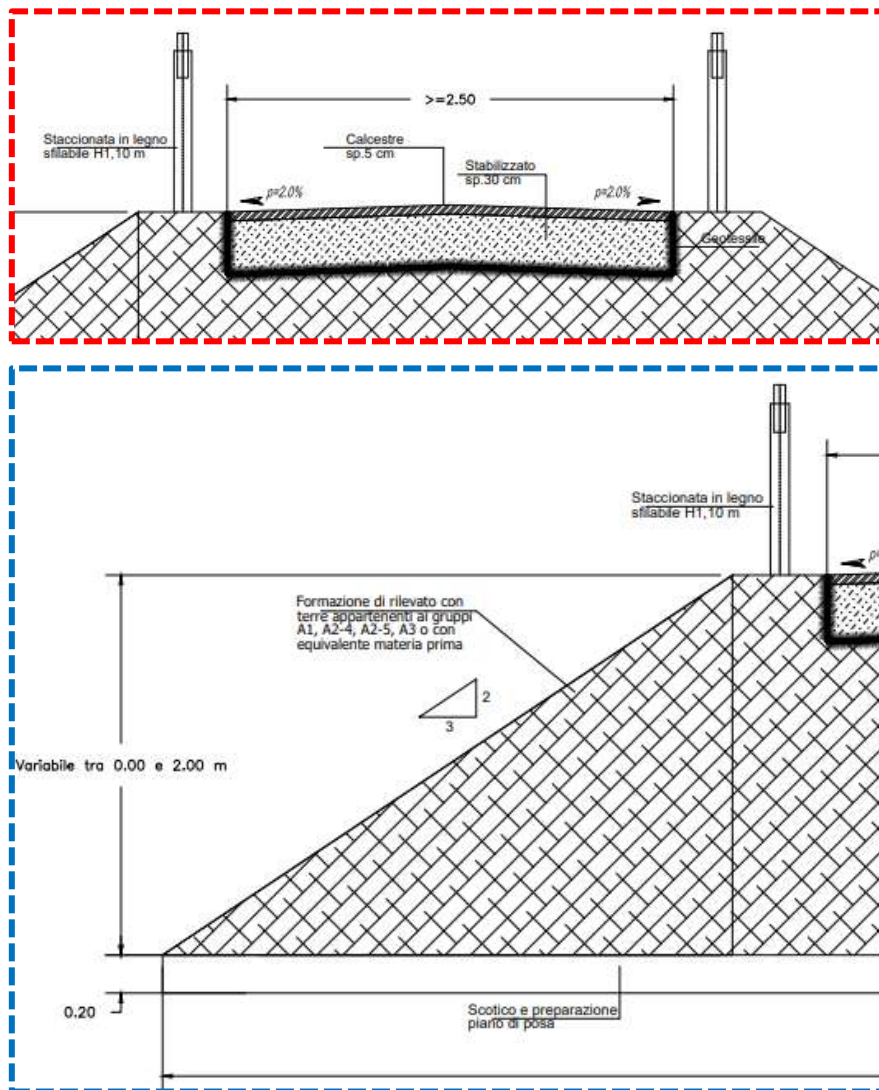 >=2.50
Staccionata in legno
sfilabile H1,10 m
Calcestre
sp.5 cm
Stabilizzato
sp.30 cm
p=2.0%
p=2.0%
Geotessile
Staccionata in legno
sfilabile H1,10 m
p=
Formazione di rilevato con
terre appartenenti ai gruppi
A1, A2-4, A2-5, A3 o con
equivalente materia prima
2
3
Variabile tra 0.00 e 2.00 m
0.20
Scotico e preparazione
piano di posa